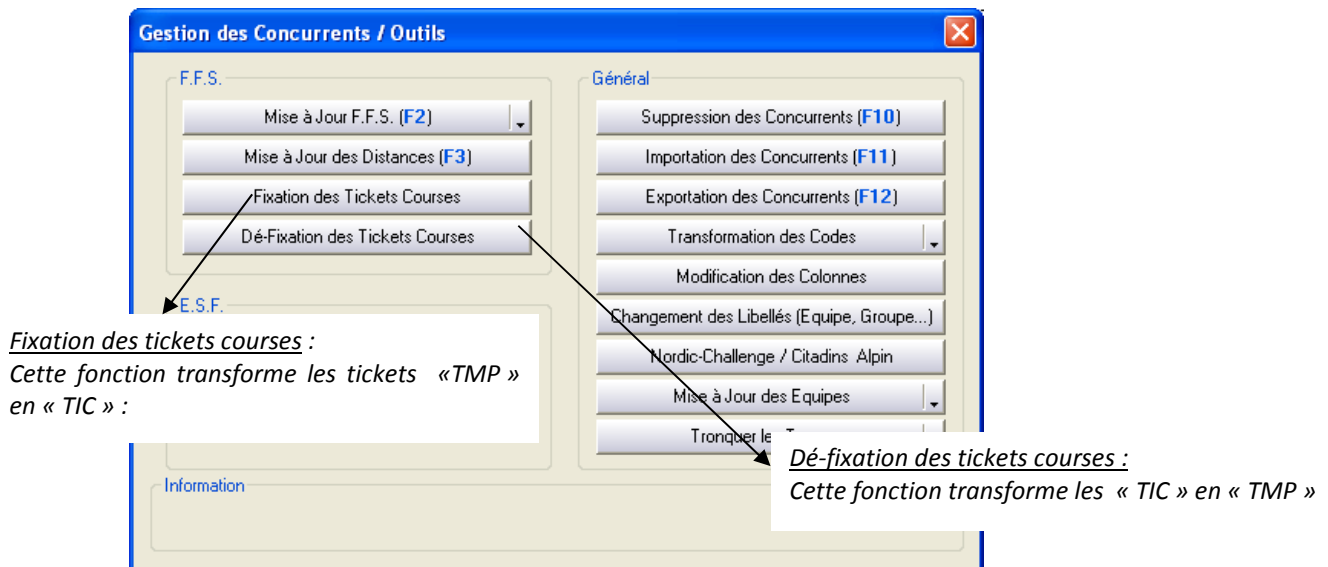 Gestion des Concurrents / Outils
F.F.S.
Mise à Jour F.F.S. (F2)
Mise à Jour des Distances (F3)
Fixation des Tickets Courses
Dé-Fixation des Tickets Courses
E.S.F.
Général
Suppression des Concurrents (F10)
Importation des Concurrents (F11)
Exportation des Concurrents (F12)
Transformation des Codes
Modification des Colonnes
Changement des Libellés (Equipe, Groupe...)
Nordic-Challenge / Citadins Alpin
Mise à Jour des Equipes
Tronquer
Fixation des tickets courses :
Cette fonction transforme les tickets «TMP »
en « TIC » :
Dé-fixation des tickets courses :
Cette fonction transforme les « TIC » en « TMP »
Information